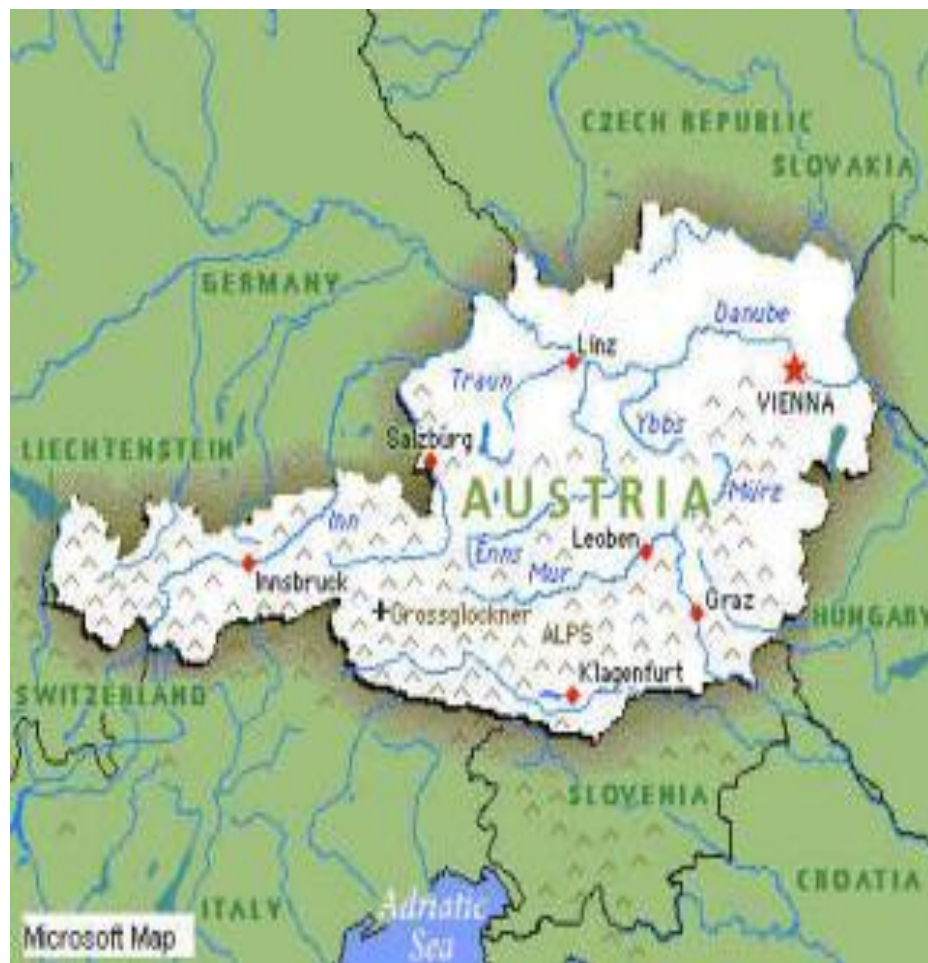 CZECH REPUBLIC
SLOVAKIA
GERMANY
Danube
Linz
Traun
VIENNA
Ybbs
Salzburg
LIECHTENSTEIN
AUSTRIA
Mürz
Inn
Leoben
Enns
Mur
Innsbruck
Graz
Grossglockner
HUNGARY
ALPS
Klagenfurt
SWITZERLAND
SLOVENIA
CROATIA
ITALY
Adriatic
Sea
Microsoft Map